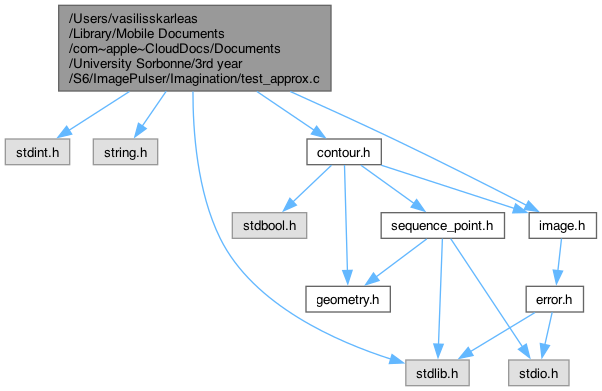 /Users/vasilisskarleas
/Library/Mobile Documents
/com~apple~CloudDocs/Documents
/University Sorbonne/3rd year
/S6/ImagePulser/Imagination/test_approx.c
stdint.h
string.h
contour.h
stdbool.h
sequence_point.h
image.h
geometry.h
error.h
stdlib.h
stdio.h